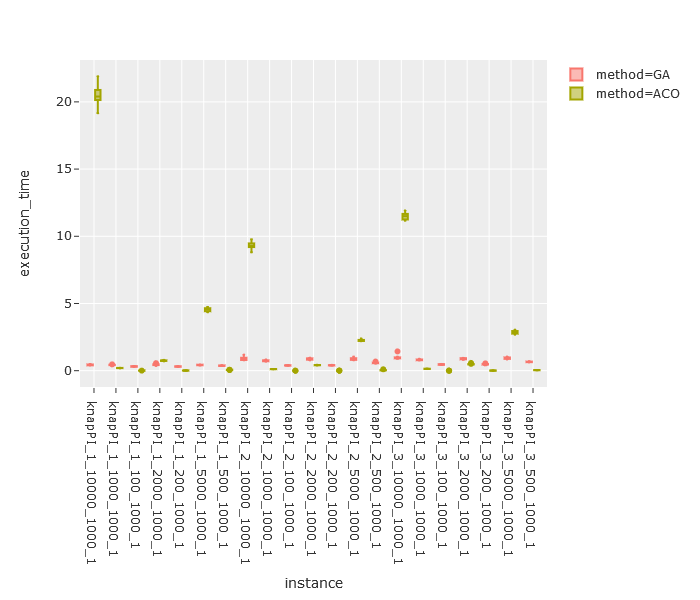 method=GA
method=ACO
20
15
10
5
0
execution_time
knapPI_1_10000_1000_1
knapPI_1_1000_1000_1
knapPI_1_100_1000_1
knapPI_1_2000_1000_1
knapPI_1_200_1000_1
knapPI_1_5000_1000_1
knapPI_1_500_1000_1
knapPI_2_10000_1000_1
knapPI_2_1000_1000_1
knapPI_2_100_1000_1
knapPI_2_2000_1000_1
knapPI_2_200_1000_1
knapPI_2_5000_1000_1
knapPI_2_500_1000_1
knapPI_3_10000_1000_1
knapPI_3_1000_1000_1
knapPI_3_100_1000_1
knapPI_3_2000_1000_1
knapPI_3_200_1000_1
knapPI_3_5000_1000_1
knapPI_3_500_1000_1
instance